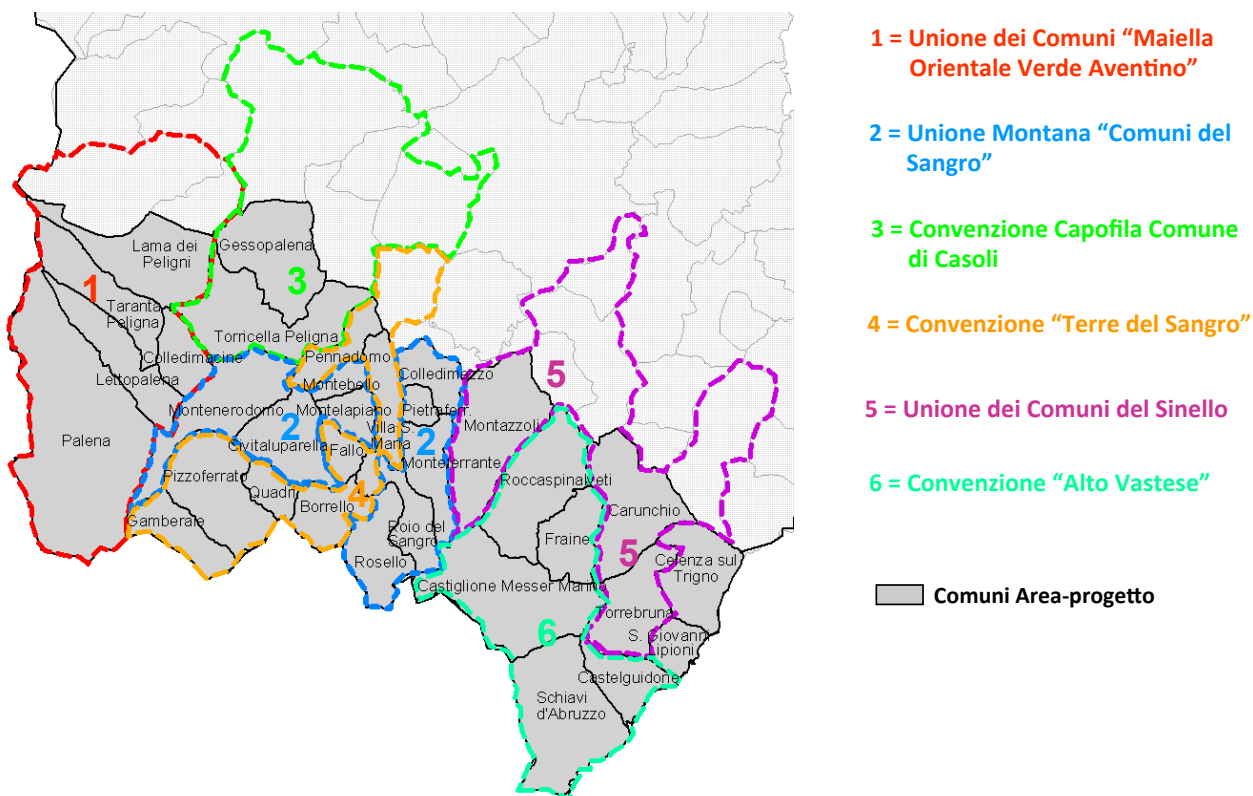 1 = Unione dei Comuni “Maiella
Orientale Verde Aventino”
2 = Unione Montana “Comuni del
Sangro”
3 = Convenzione Capofila Comune
di Casoli
4 = Convenzione “Terre del Sangro”
5 = Unione dei Comuni del Sinello
6 = Convenzione “Alto Vastese”
Comuni Area-progetto
Lama dei
Peligni
Gessopalena
1
3
Taranta
Peligna
Torricella Peligna
Colledimacine
Pennadomo
Lettopalena
Montebello
Colledimezzo
5
Montenerodomo
Montelapiano
Pietraferr.
Montazzoli
Palena
2
Villa S.
Maria
2
Civitaluparella
Fallo
Monteferrante
Pizzoferrato
Quadri
4
Roccaspinalveti
Borrello
Gamberale
Roio del
Sangro
Carunchio
Fraine
5
Rosello
Celenza sul
Trigno
Castiglione Messer Marino
Torrebruna
6
S. Giovanni
Lipioni
Castelguidone
Schiavi
d'Abruzzo